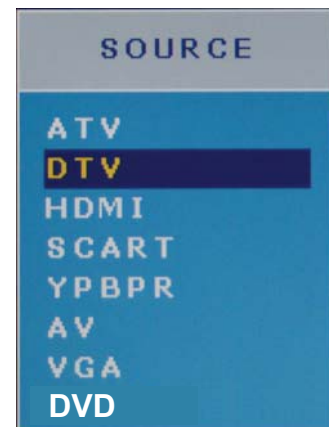 SOURCE
ATV
DTV
HDMI
SCART
YPBPR
AV
VGA
DVD